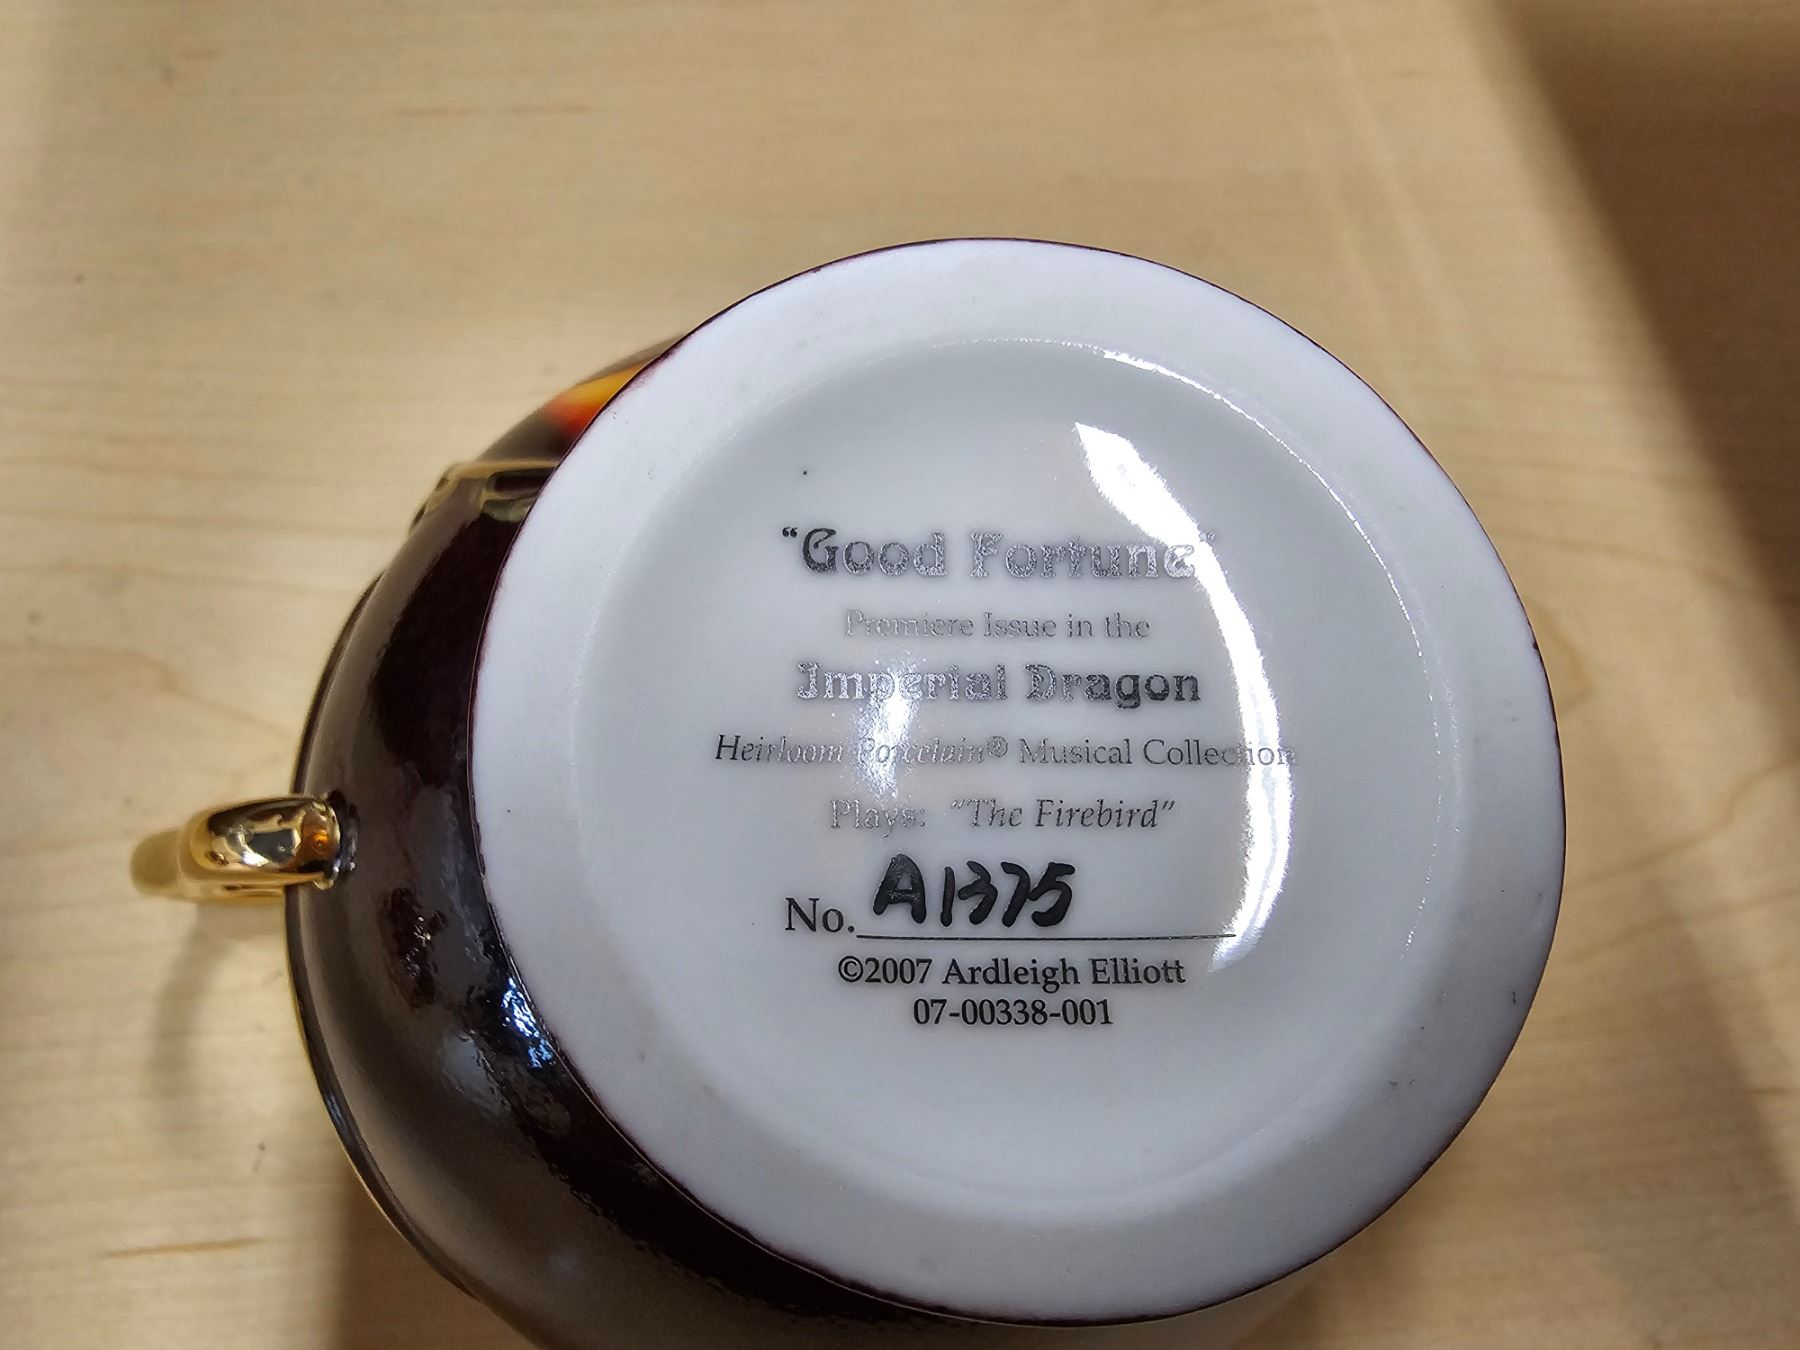 "Good Fortune"
Premiere Issue in the
Imperial Dragon
Heirloom Porcelain® Musical Collection
Plays: "The Firebird"
No. A1375
©2007 Ardleigh Elliott
07-00338-001